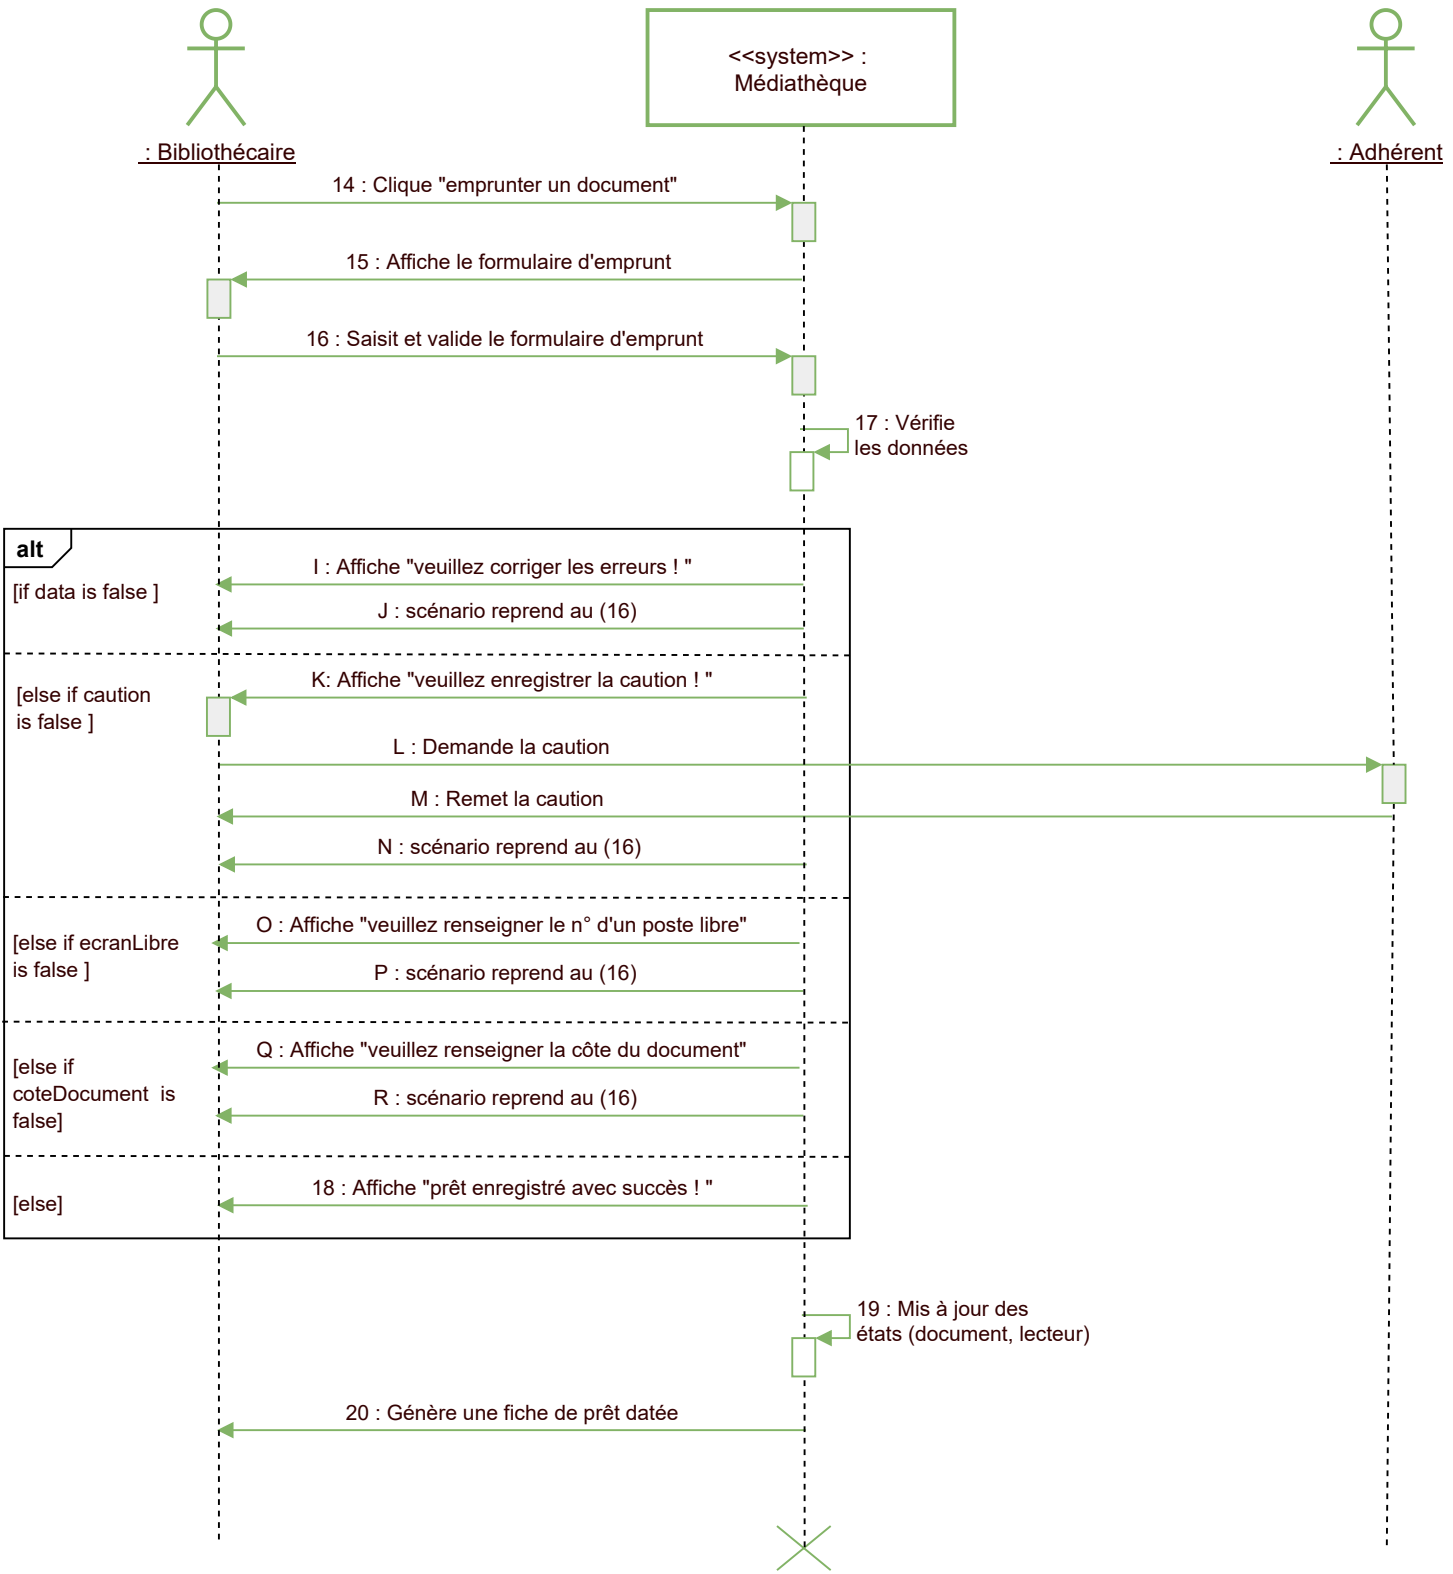 <<system>> :
Médiathèque
: Bibliothécaire
: Adhérent
14 : Clique "emprunter un document"
15 : Affiche le formulaire d'emprunt
16 : Saisit et valide le formulaire d'emprunt
17 : Vérifie
les données
alt
[if data is false ]
I : Affiche "veuillez corriger les erreurs ! "
J : scénario reprend au (16)
[else if caution
is false ]
K: Affiche "veuillez enregistrer la caution ! "
L : Demande la caution
M : Remet la caution
N : scénario reprend au (16)
[else if ecranLibre
is false ]
O : Affiche "veuillez renseigner le n° d'un poste libre"
P : scénario reprend au (16)
[else if
coteDocument  is
false]
Q : Affiche "veuillez renseigner la côte du document"
R : scénario reprend au (16)
[else]
18 : Affiche "prêt enregistré avec succès ! "
19 : Mis à jour des
états (document, lecteur)
20 : Génère une fiche de prêt datée